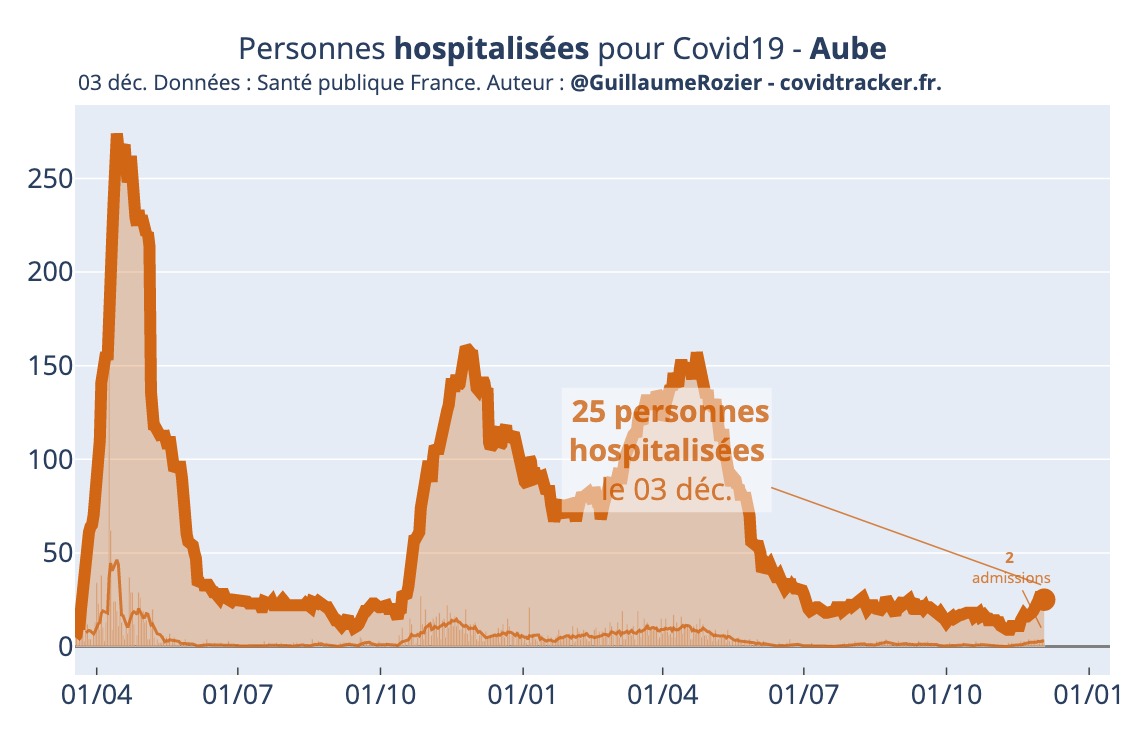 Personnes hospitalisées pour Covid19 - Aube
03 déc. Données : Santé publique France. Auteur : @GuillaumeRozier - covidtracker.fr.
250
200
150
100
50
0
25 personnes
hospitalisées
le 03 déc.
2
admissions
01/04 01/07 01/10 01/01 01/04 01/07 01/10 01/01